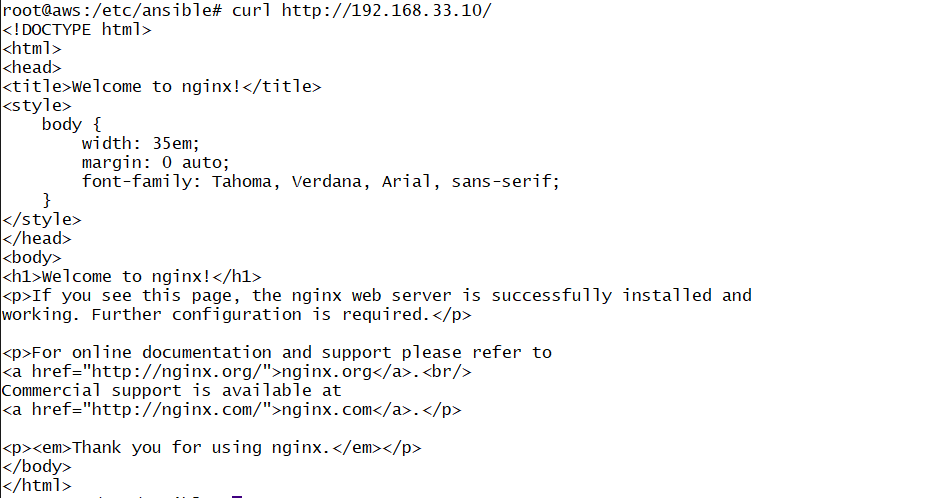 root@aws:/etc/ansible# curl http://192.168.33.10/
<!DOCTYPE html>
<html>
<head>
<title>Welcome to nginx!</title>
<style>
    body {
        width: 35em;
        margin: 0 auto;
        font-family: Tahoma, Verdana, Arial, sans-serif;
    }
</style>
</head>
<body>
<h1>Welcome to nginx!</h1>
<p>If you see this page, the nginx web server is successfully installed and
working. Further configuration is required.</p>

<p>For online documentation and support please refer to
<a href="http://nginx.org/">nginx.org</a>.<br/>
Commercial support is available at
<a href="http://nginx.com/">nginx.com</a>.</p>

<p><em>Thank you for using nginx.</em></p>
</body>
</html>